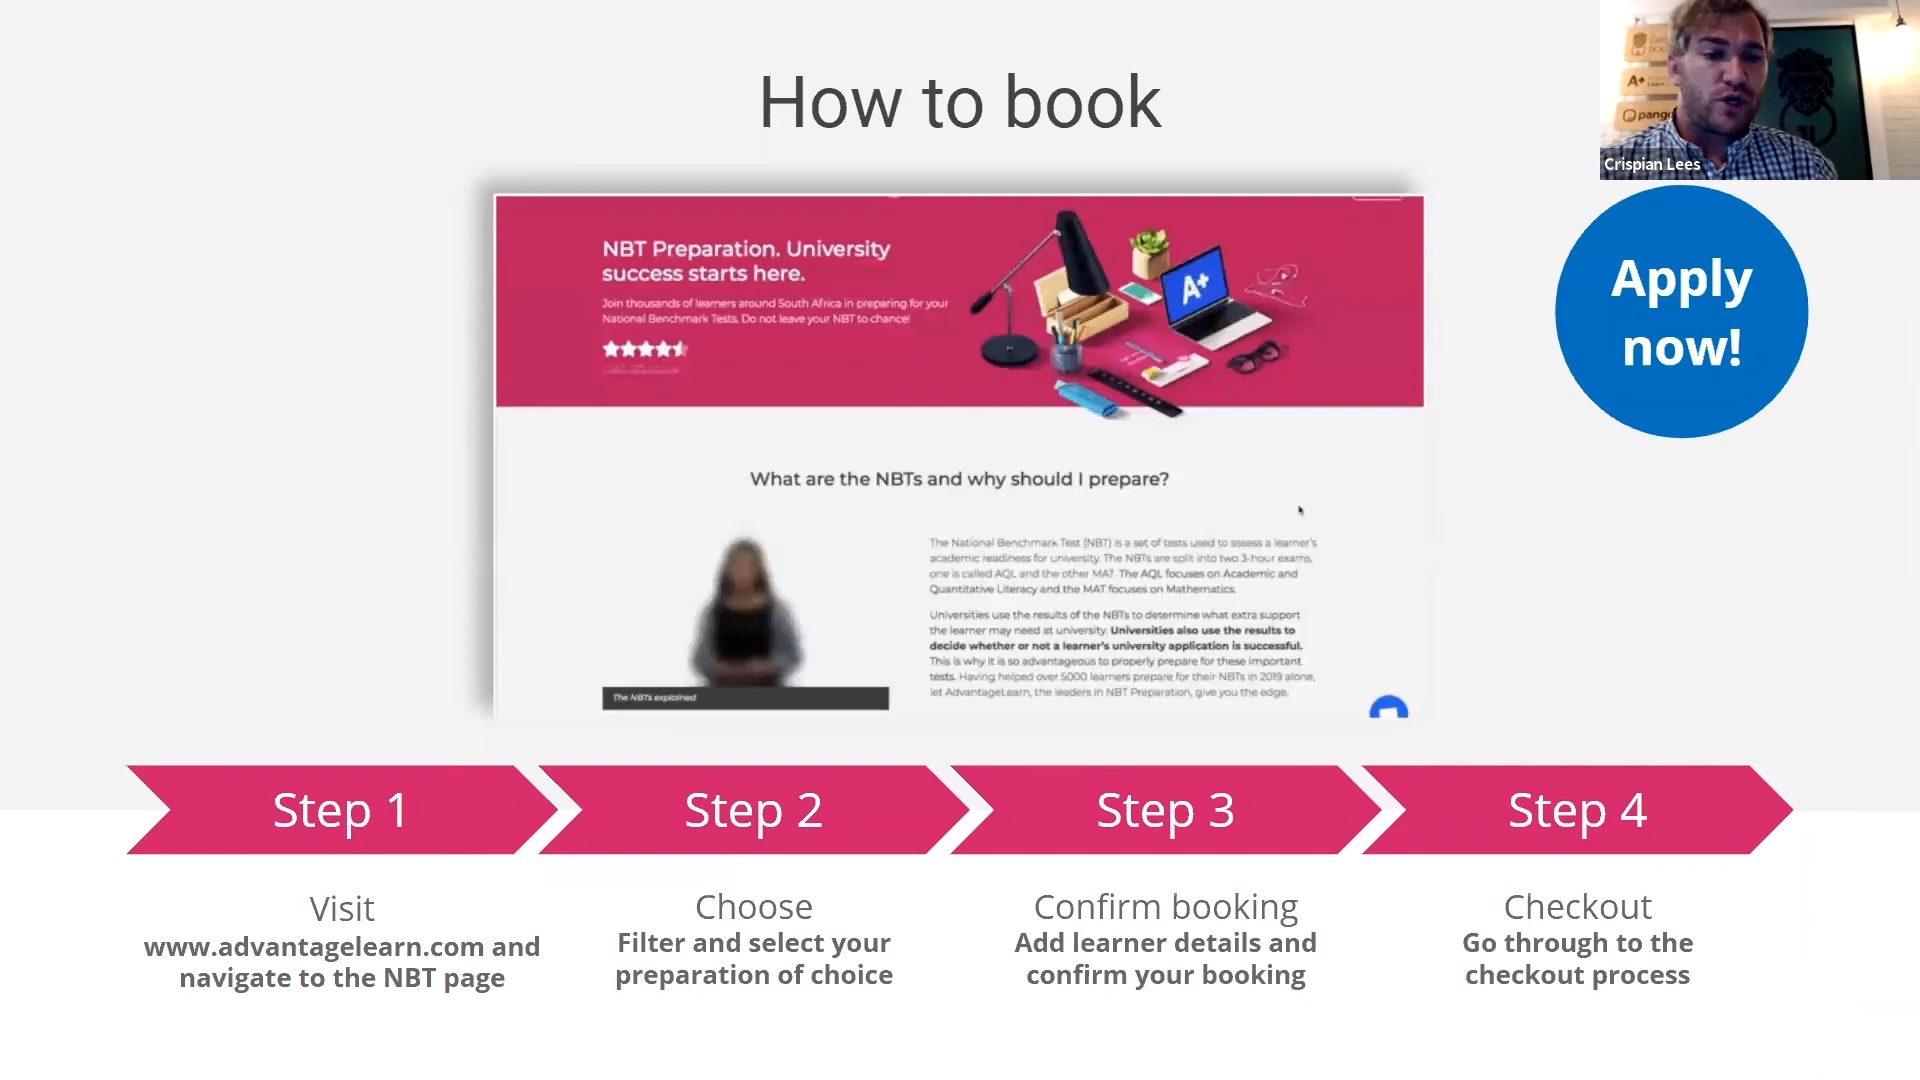 How to book
Crispian Lees
A+
pango
Apply
now!
NBT Preparation. University
success starts here.
Join thousands of learners around South Africa in preparing for your
National Benchmark Tests. Do not leave your NBT to chance!
A+
What are the NBTs and why should I prepare?
The NBTs explained
The National Benchmark Test (NBT) is a set of tests used to assess a learner's
academic readiness for university. The NBTs are split into two 3-hour exams,
one is called AQL and the other MAT. The AQL focuses on Academic and
Quantitative Literacy and the MAT focuses on Mathematics.
Universities use the results of the NBTs to determine what extra support
the learner may need at university. Universities also use the results to
decide whether or not a learner's university application is successful.
This is why it is so advantageous to properly prepare for these important
tests. Having helped over 5000 learners prepare for their NBTs in 2019 alone,
let AdvantageLearn, the leaders in NBT Preparation, give you the edge.
Step 1
Step 2
Step 3
Step 4
Visit
www.advantagelearn.com and
navigate to the NBT page
Choose
Filter and select your
preparation of choice
Confirm booking
Add learner details and
confirm your booking
Checkout
Go through to the
checkout process